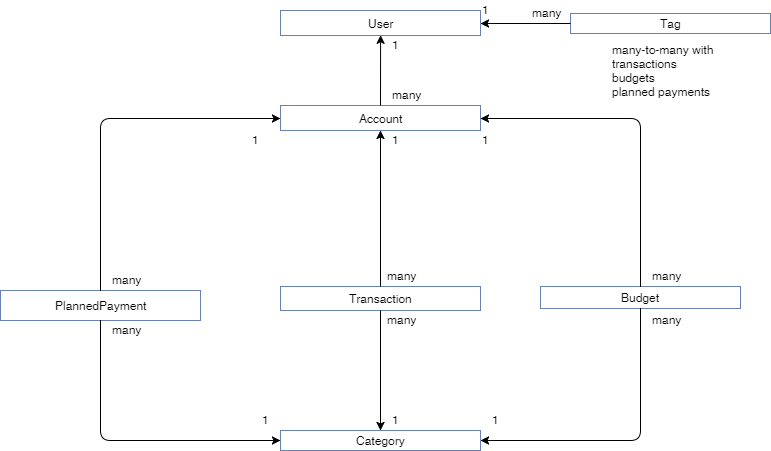 User
1
many
Tag
1
many-to-many with
transactions
budgets
planned payments
many
Account
1
1
1
many
many
many
PlannedPayment
Transaction
Budget
many
many
many
1
1
1
Category